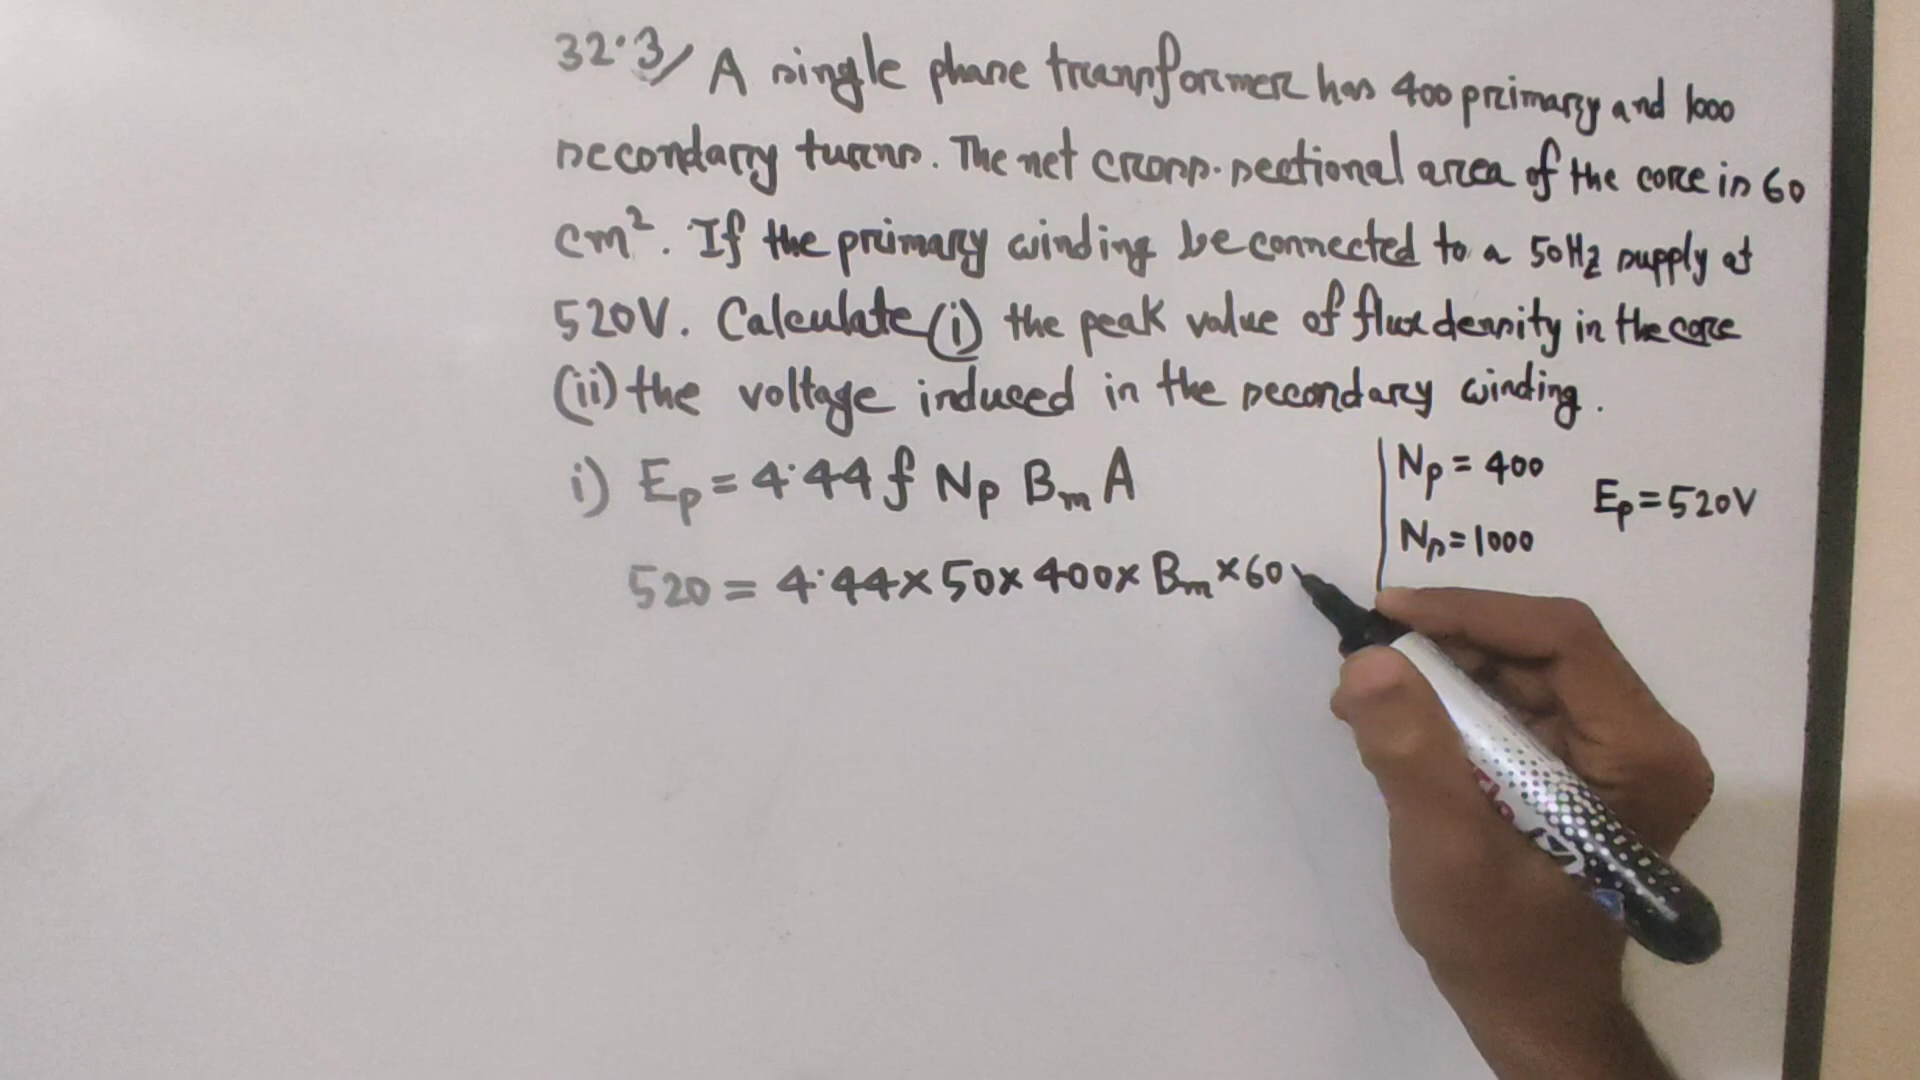 32.3/ A single phase transformer has 400 primary and 1000
secondary turns. The net cross-sectional area of the core is 60
cm². If the primary winding be connected to a 50Hz supply at
520V. Calculate (i) the peak value of flux density in the core
(ii) the voltage induced in the secondary winding.
i) Ep = 4.44 f Np Bm A
520 = 4.44 × 50 × 400 × Bm × 60
Np = 400
Ns = 1000
Ep = 520V